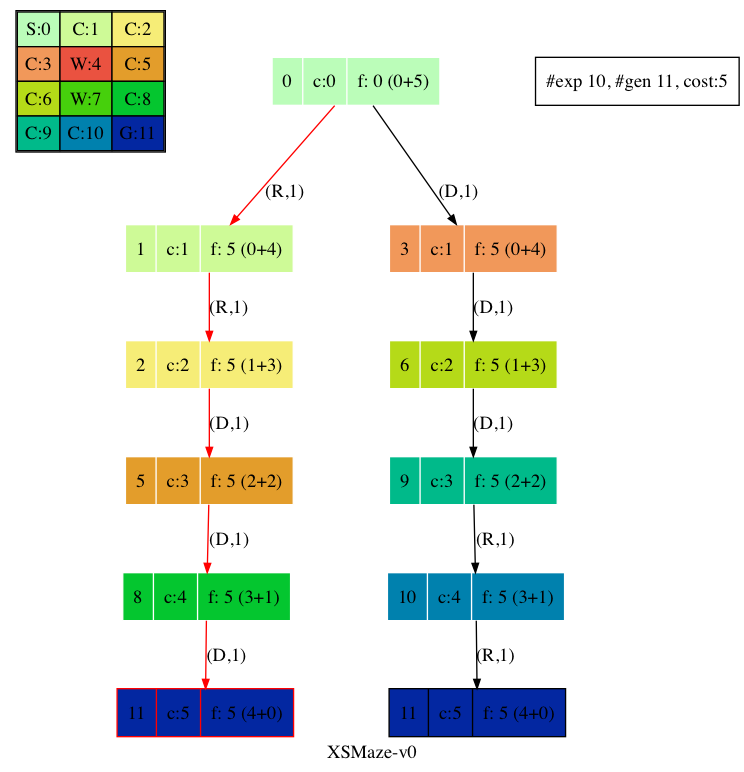 S:0 C:1 C:2
C:3 W:4 C:5
C:6 W:7 C:8
C:9 C:10 G:11
0 c:0 f: 0 (0+5)
#exp 10, #gen 11, cost:5
(R,1) (D,1)
1 c:1 f: 5 (0+4)
3 c:1 f: 5 (0+4)
(R,1) (D,1)
2 c:2 f: 5 (1+3)
6 c:2 f: 5 (1+3)
(D,1) (D,1)
5 c:3 f: 5 (2+2)
9 c:3 f: 5 (2+2)
(D,1) (R,1)
8 c:4 f: 5 (3+1)
10 c:4 f: 5 (3+1)
(D,1) (R,1)
11 c:5 f: 5 (4+0)
11 c:5 f: 5 (4+0)
XSMaze-v0